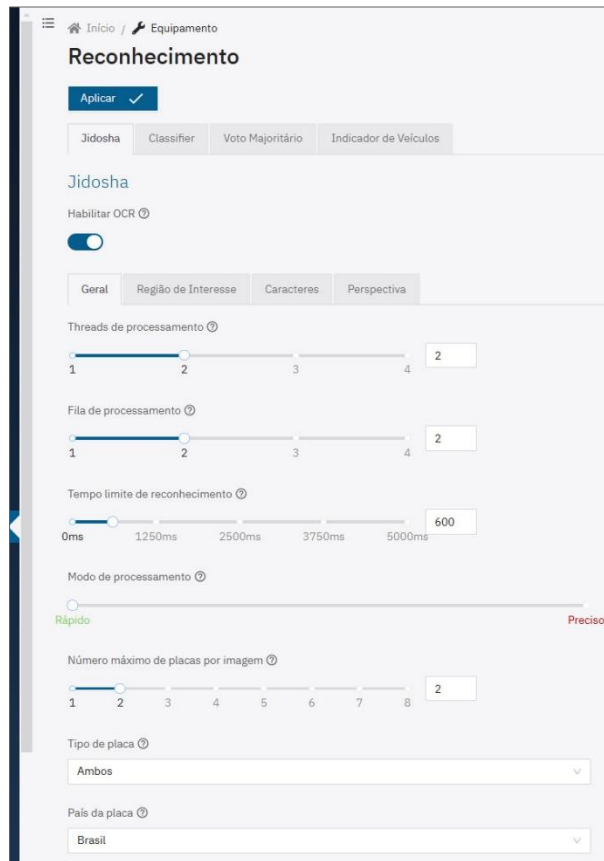 Início / Equipamento
Reconhecimento
Aplicar
Jidosha Classifier Voto Majoritário Indicador de Veículos
Jidosha
Habilitar OCR
Geral Região de Interesse Caracteres Perspectiva
Threads de processamento
2
1 2 3 4
Fila de processamento
2
1 2 3 4
Tempo limite de reconhecimento
600
0ms 1250ms 2500ms 3750ms 5000ms
Modo de processamento
Rápido Preciso
Número máximo de placas por imagem
2
1 2 3 4 5 6 7 8
Tipo de placa
Ambos
País da placa
Brasil